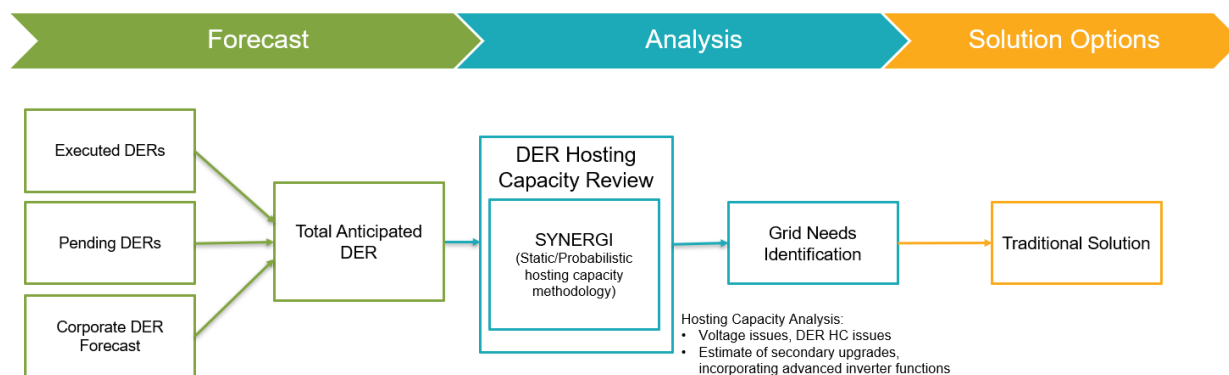 Forecast
Analysis
Solution Options
Executed DERs
Pending DERs
Corporate DER
Forecast
Total Anticipated
DER
DER Hosting
Capacity Review
SYNERGI
(Static/Probabilistic
hosting capacity
methodology)
Grid Needs
Identification
Traditional Solution
Hosting Capacity Analysis:
• Voltage issues, DER HC issues
• Estimate of secondary upgrades,
incorporating advanced inverter functions